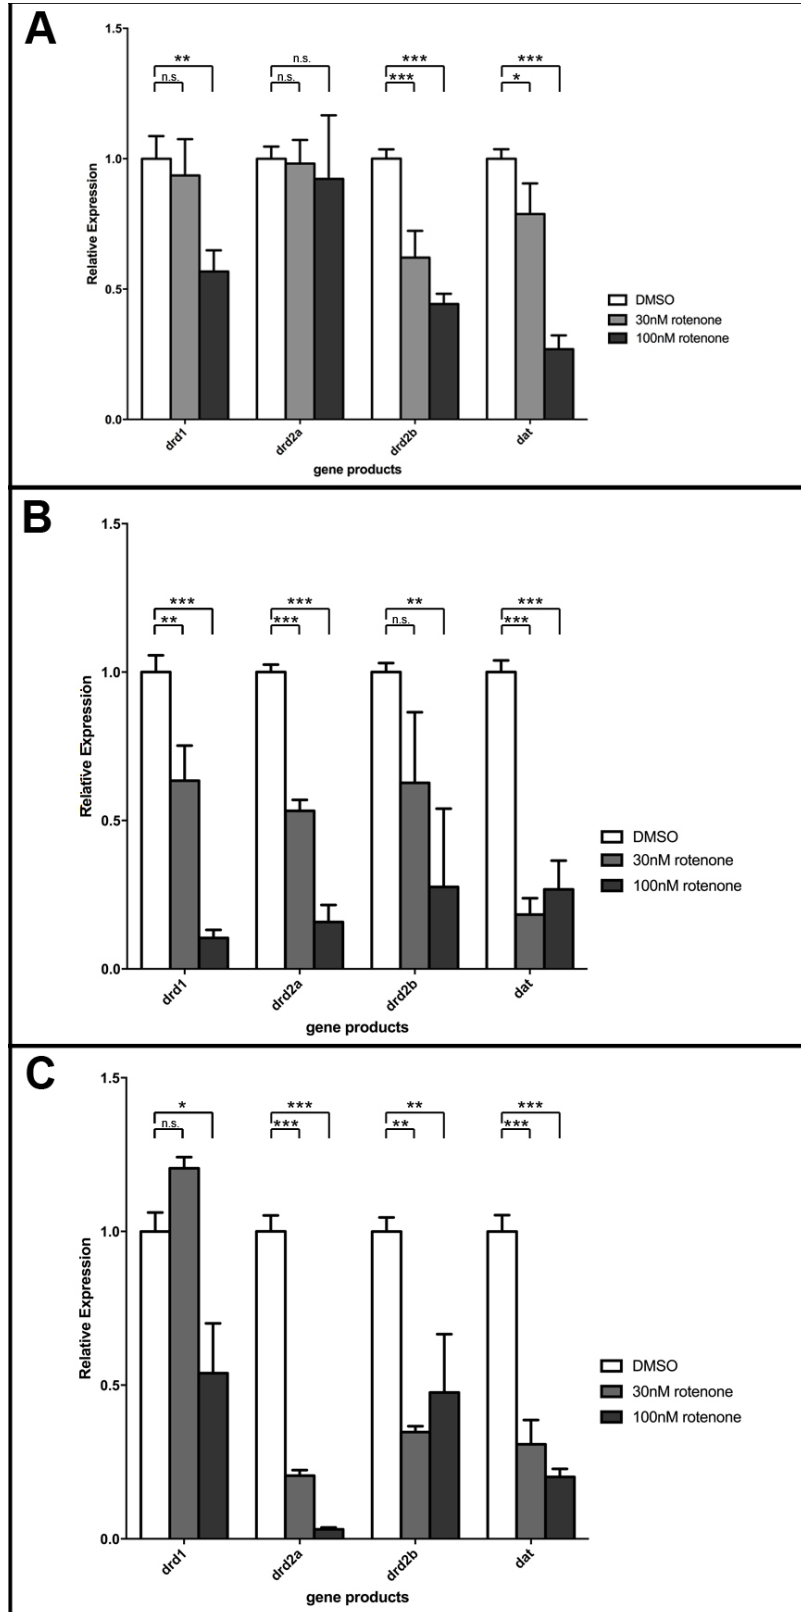 A
1.5
** n.s.
n.s. n.s.
*** ***
*** *
1.0
Relative Expression
0.5
DMSO
30nM rotenone
100nM rotenone
0.0
drd1 drd2a drd2b dat
gene products
B
1.5
*** *** ** ***
** *** n.s. ***
1.0
Relative Expression
0.5
DMSO
30nM rotenone
100nM rotenone
0.0
drd1 drd2a drd2b dat
gene products
C
1.5
* *** ** ***
n.s. *** ** ***
1.0
Relative Expression
0.5
DMSO
30nM rotenone
100nM rotenone
0.0
drd1 drd2a drd2b dat
gene products